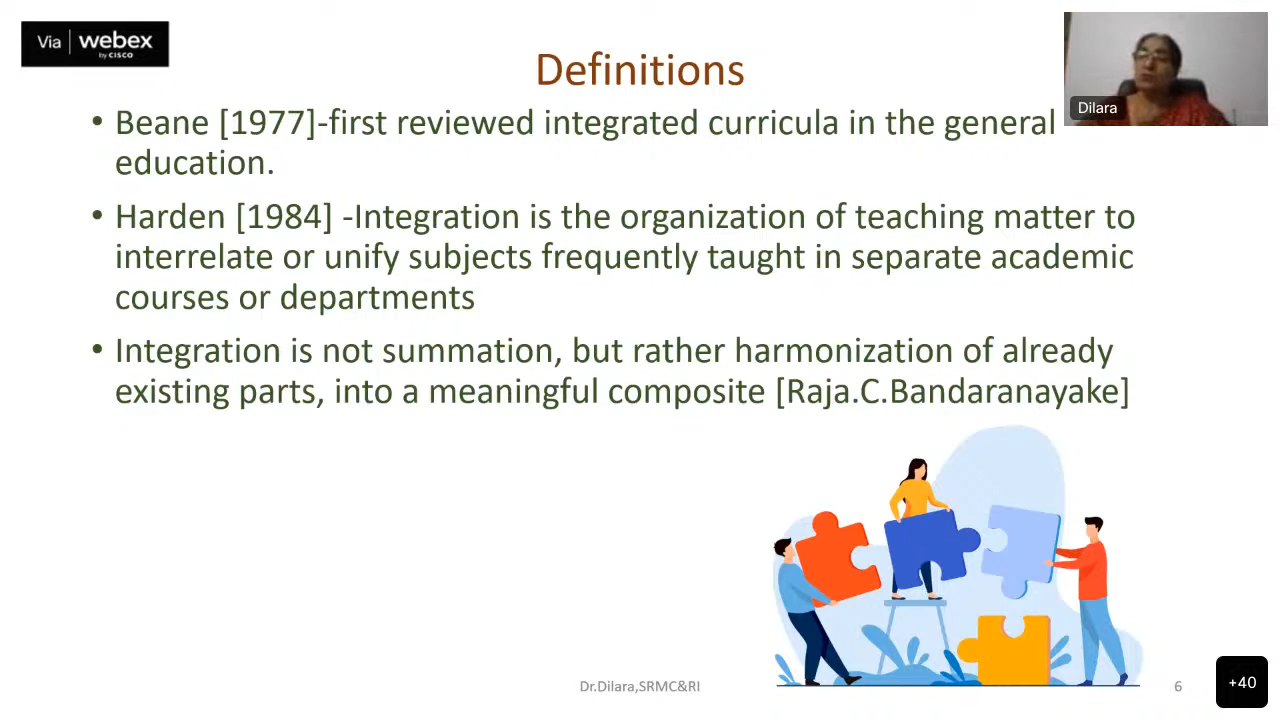 Via webex
by CISCO
Definitions
Dilara
• Beane [1977]-first reviewed integrated curricula in the general
education.
• Harden [1984] -Integration is the organization of teaching matter to
interrelate or unify subjects frequently taught in separate academic
courses or departments
• Integration is not summation, but rather harmonization of already
existing parts, into a meaningful composite [Raja.C.Bandaranayake]
Dr.Dilara,SRMC&RI
6
+40